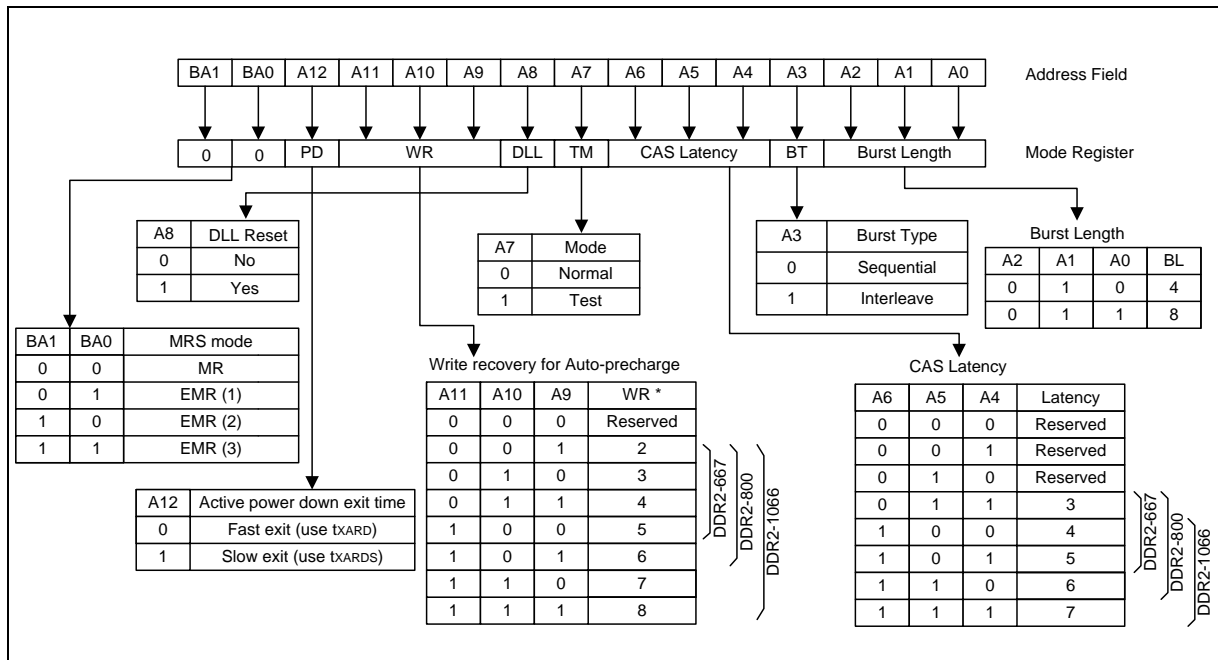 BA1 BA0 A12 A11 A10 A9 A8 A7 A6 A5 A4 A3 A2 A1 A0 Address Field
0 0 PD WR DLL TM CAS Latency BT Burst Length Mode Register
A8 DLL Reset
0 No
1 Yes
A7 Mode
0 Normal
1 Test
A3 Burst Type
0 Sequential
1 Interleave
Burst Length
A2 A1 A0 BL
0 1 0 4
0 1 1 8
BA1 BA0 MRS mode
0 0 MR
0 1 EMR (1)
1 0 EMR (2)
1 1 EMR (3)
A12 Active power down exit time
0 Fast exit (use tXARD)
1 Slow exit (use tXARDS)
Write recovery for Auto-precharge
A11 A10 A9 WR *
0 0 0 Reserved
0 0 1 2
0 1 0 3
0 1 1 4
1 0 0 5
1 0 1 6
1 1 0 7
1 1 1 8
DDR2-667
DDR2-800
DDR2-1066
CAS Latency
A6 A5 A4 Latency
0 0 0 Reserved
0 0 1 Reserved
0 1 0 Reserved
0 1 1 3
1 0 0 4
1 0 1 5
1 1 0 6
1 1 1 7
DDR2-667
DDR2-800
DDR2-1066